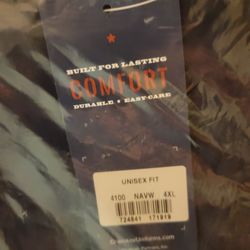 BUILT FOR LASTING
COMFORT
DURABLE ★ EASY-CARE
UNISEX FIT
4100 NAVW 4XL
724841 171919